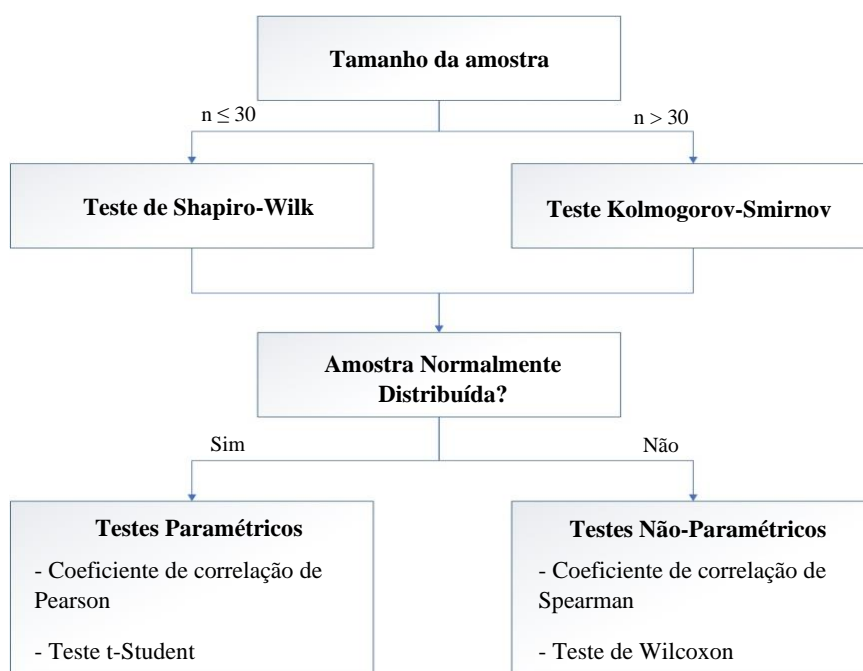 Tamanho da amostra
n ≤ 30
n > 30
Teste de Shapiro-Wilk
Teste Kolmogorov-Smirnov
Amostra Normalmente
Distribuída?
Sim
Não
Testes Paramétricos
- Coeficiente de correlação de
Pearson
- Teste t-Student
Testes Não-Paramétricos
- Coeficiente de correlação de
Spearman
- Teste de Wilcoxon